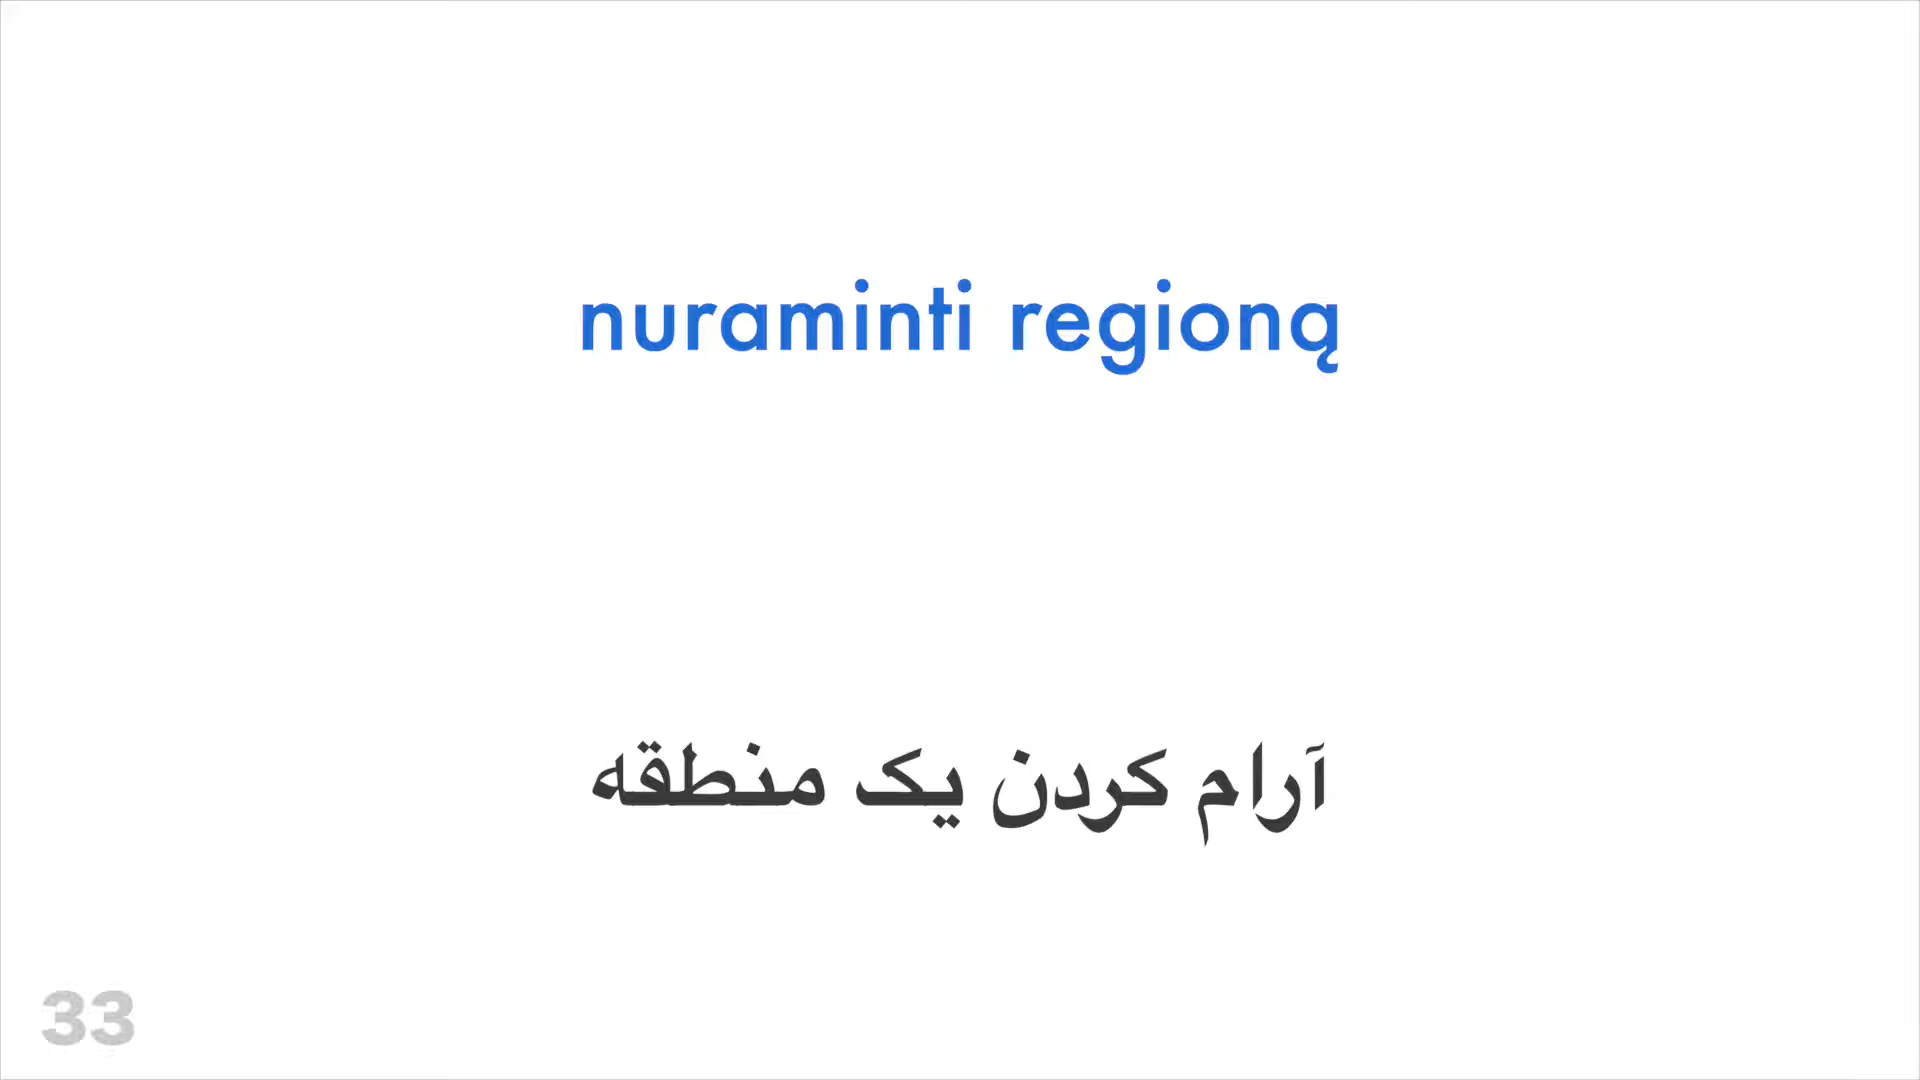 nuraminti regioną
آرام کردن یک منطقه
33